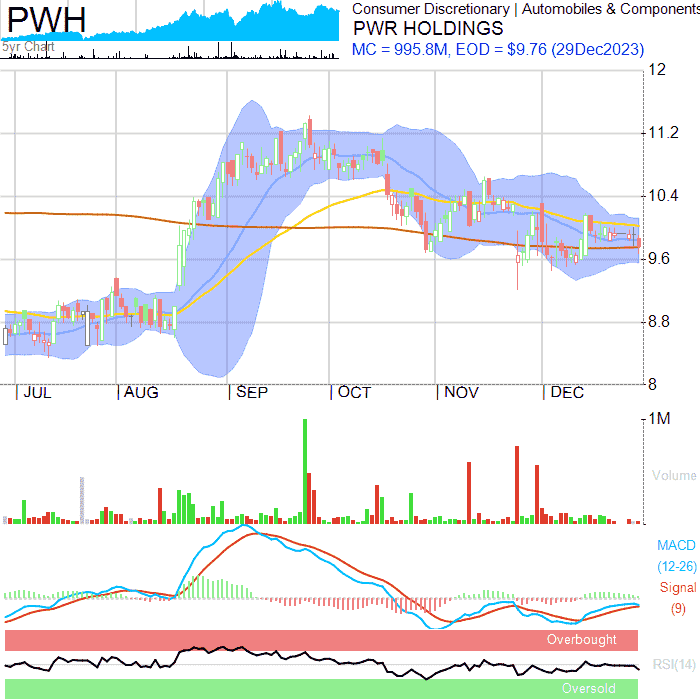 PWH
5yr Chart
Consumer Discretionary | Automobiles & Components
PWR HOLDINGS
MC = 995.8M, EOD = $9.76 (29Dec2023)
12
11.2
10.4
9.6
8.8
8
JUL AUG SEP OCT NOV DEC
1M
Volume
MACD
(12-26)
Signal
(9)
Overbought
RSI(14)
Oversold